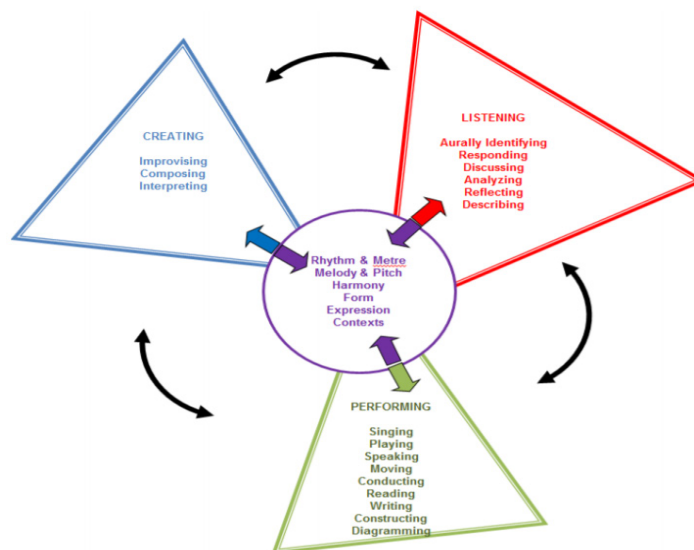 CREATING
Improvising
Composing
Interpreting
LISTENING
Aurally Identifying
Responding
Discussing
Analyzing
Reflecting
Describing
Rhythm & Metre
Melody & Pitch
Harmony
Form
Expression
Contexts
PERFORMING
Singing
Playing
Speaking
Moving
Conducting
Reading
Writing
Constructing
Diagramming